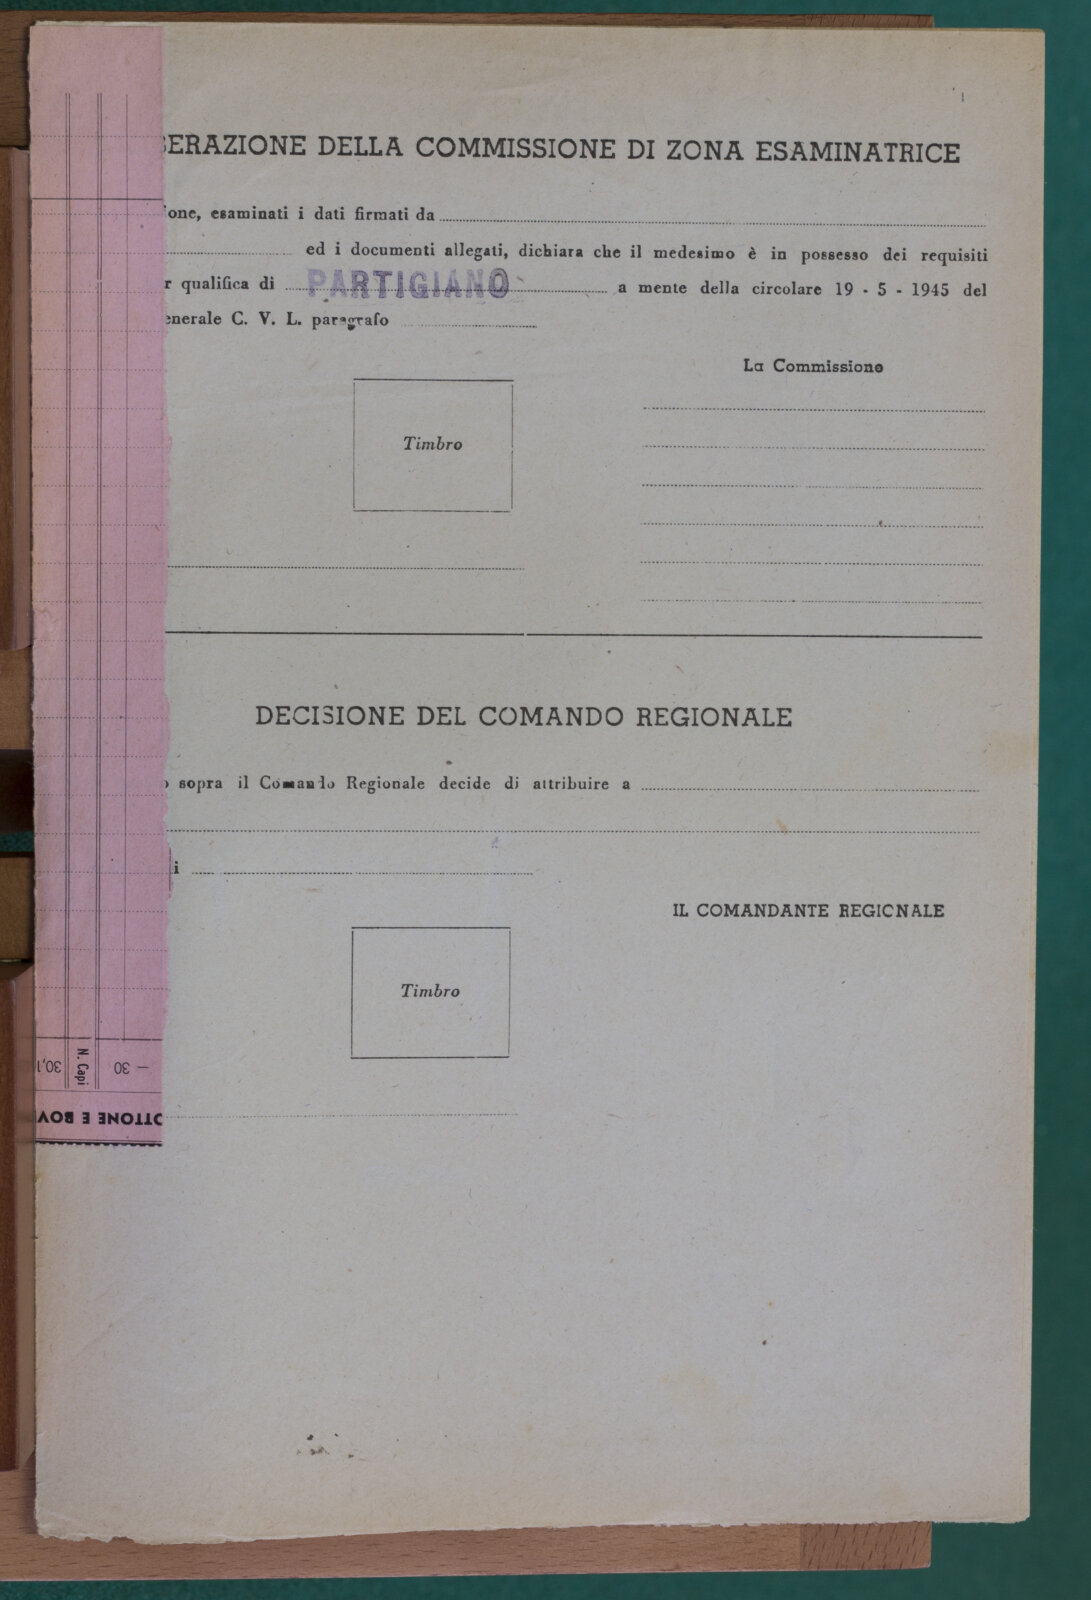 BERAZIONE DELLA COMMISSIONE DI ZONA ESAMINATRICE
ione, esaminati i dati firmati da
ed i documenti allegati, dichiara che il medesimo è in possesso dei requisiti
r qualifica di PARTIGIANO a mente della circolare 19 - 5 - 1945 del
enerale C. V. L. paragrafo
La Commissione
Timbro
DECISIONE DEL COMANDO REGIONALE
o sopra il Comando Regionale decide di attribuire a
i
IL COMANDANTE REGIONALE
Timbro
30,1
N. Capi
— 30
OTTONE E BOV